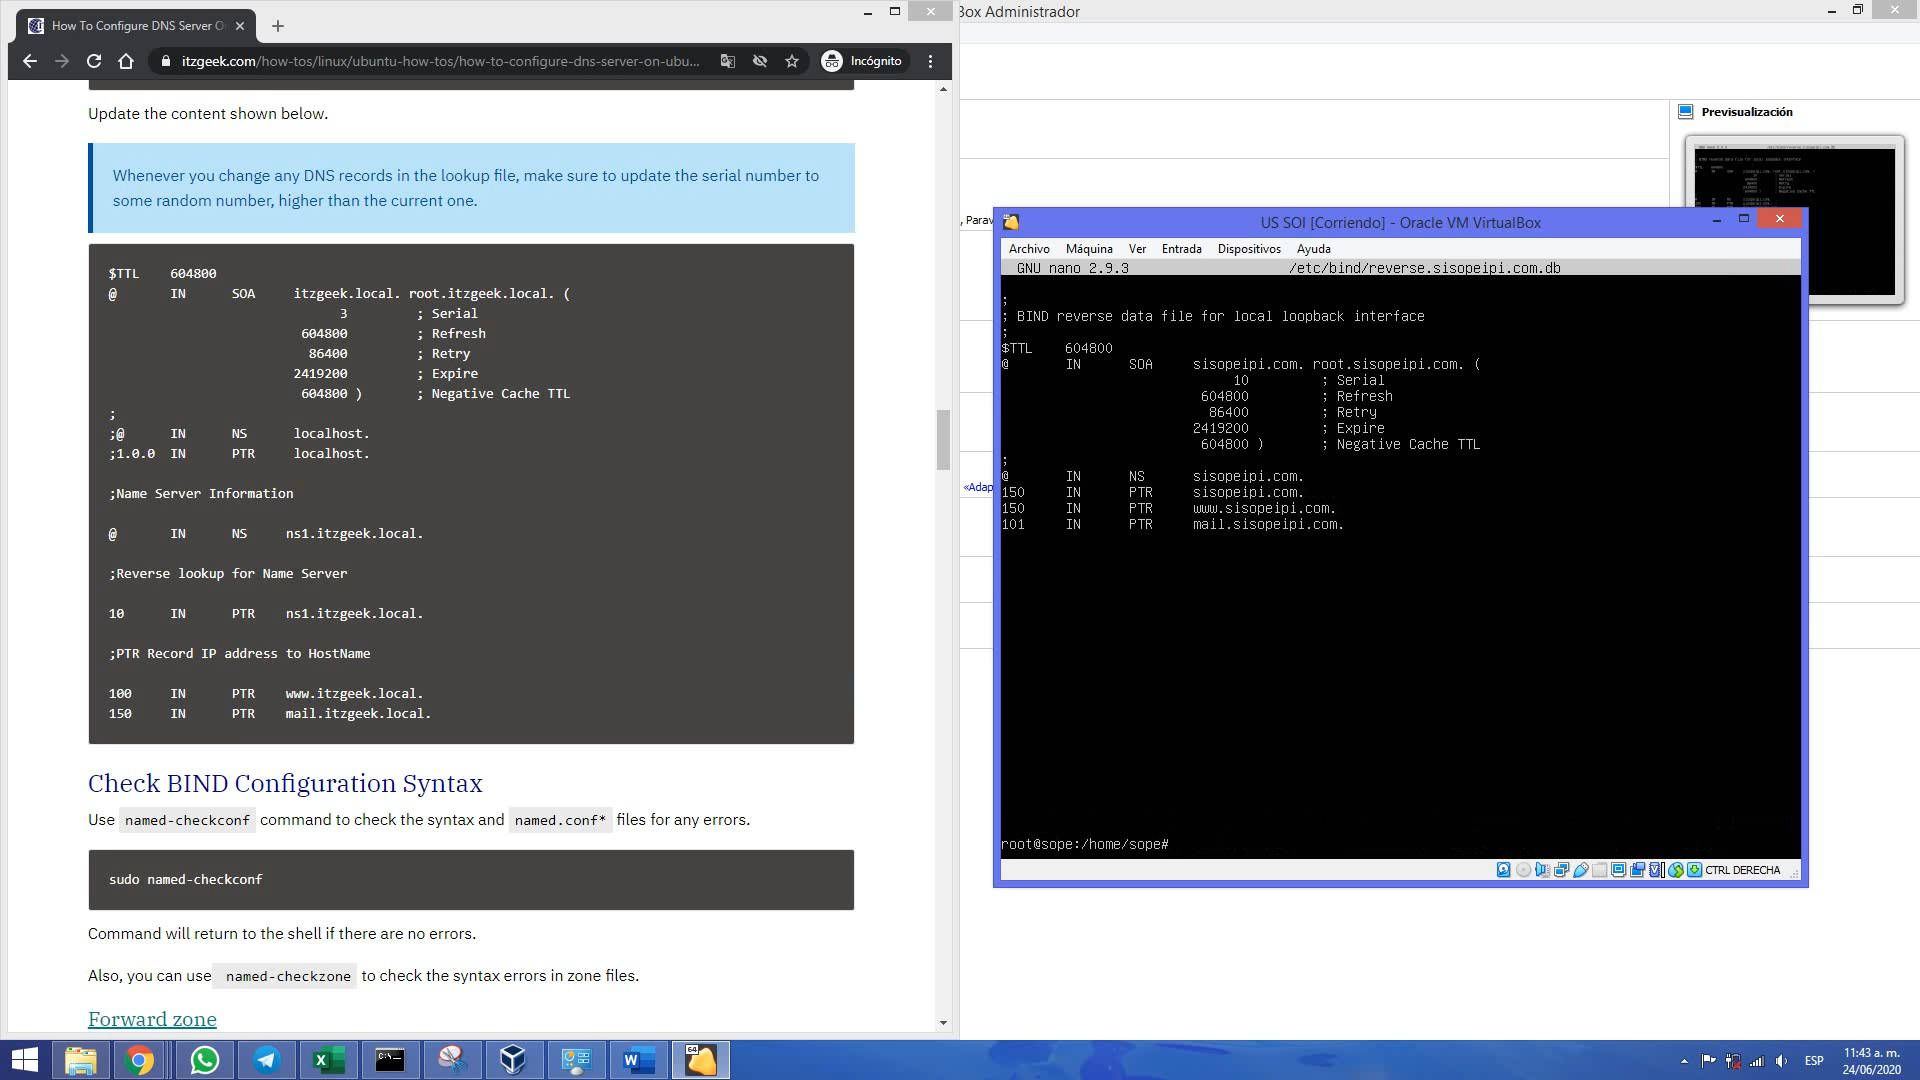 How To Configure DNS Server O
Box Administrador
itzgeek.com/how-tos/linux/ubuntu-how-tos/how-to-configure-dns-server-on-ubu...
Incógnito
Update the content shown below.
Whenever you change any DNS records in the lookup file, make sure to update the serial number to
some random number, higher than the current one.
$TTL    604800
@       IN      SOA     itzgeek.local. root.itzgeek.local. (
3         ; Serial
604800         ; Refresh
86400         ; Retry
2419200         ; Expire
604800 )       ; Negative Cache TTL
;
;@      IN      NS      localhost.
;1.0.0  IN      PTR     localhost.
;Name Server Information
@       IN      NS     ns1.itzgeek.local.
;Reverse lookup for Name Server
10      IN      PTR    ns1.itzgeek.local.
;PTR Record IP address to HostName
100     IN      PTR    www.itzgeek.local.
150     IN      PTR    mail.itzgeek.local.
Check BIND Configuration Syntax
Use named-checkconf command to check the syntax and named.conf* files for any errors.
sudo named-checkconf
Command will return to the shell if there are no errors.
Also, you can use named-checkzone to check the syntax errors in zone files.
Forward zone
Previsualización
, Parav
«Adap
US SOI [Corriendo] - Oracle VM VirtualBox
Archivo Máquina Ver Entrada Dispositivos Ayuda
GNU nano 2.9.3 /etc/bind/reverse.sisopeipi.com.db
;
; BIND reverse data file for local loopback interface
;
$TTL    604800
@       IN      SOA     sisopeipi.com. root.sisopeipi.com. (
10         ; Serial
604800         ; Refresh
86400         ; Retry
2419200         ; Expire
604800 )       ; Negative Cache TTL
;
@       IN      NS      sisopeipi.com.
150     IN      PTR     sisopeipi.com.
150     IN      PTR     www.sisopeipi.com.
101     IN      PTR     mail.sisopeipi.com.
root@sope:/home/sope#
CTRL DERECHA
64
ESP
11:43 a. m.
24/06/2020